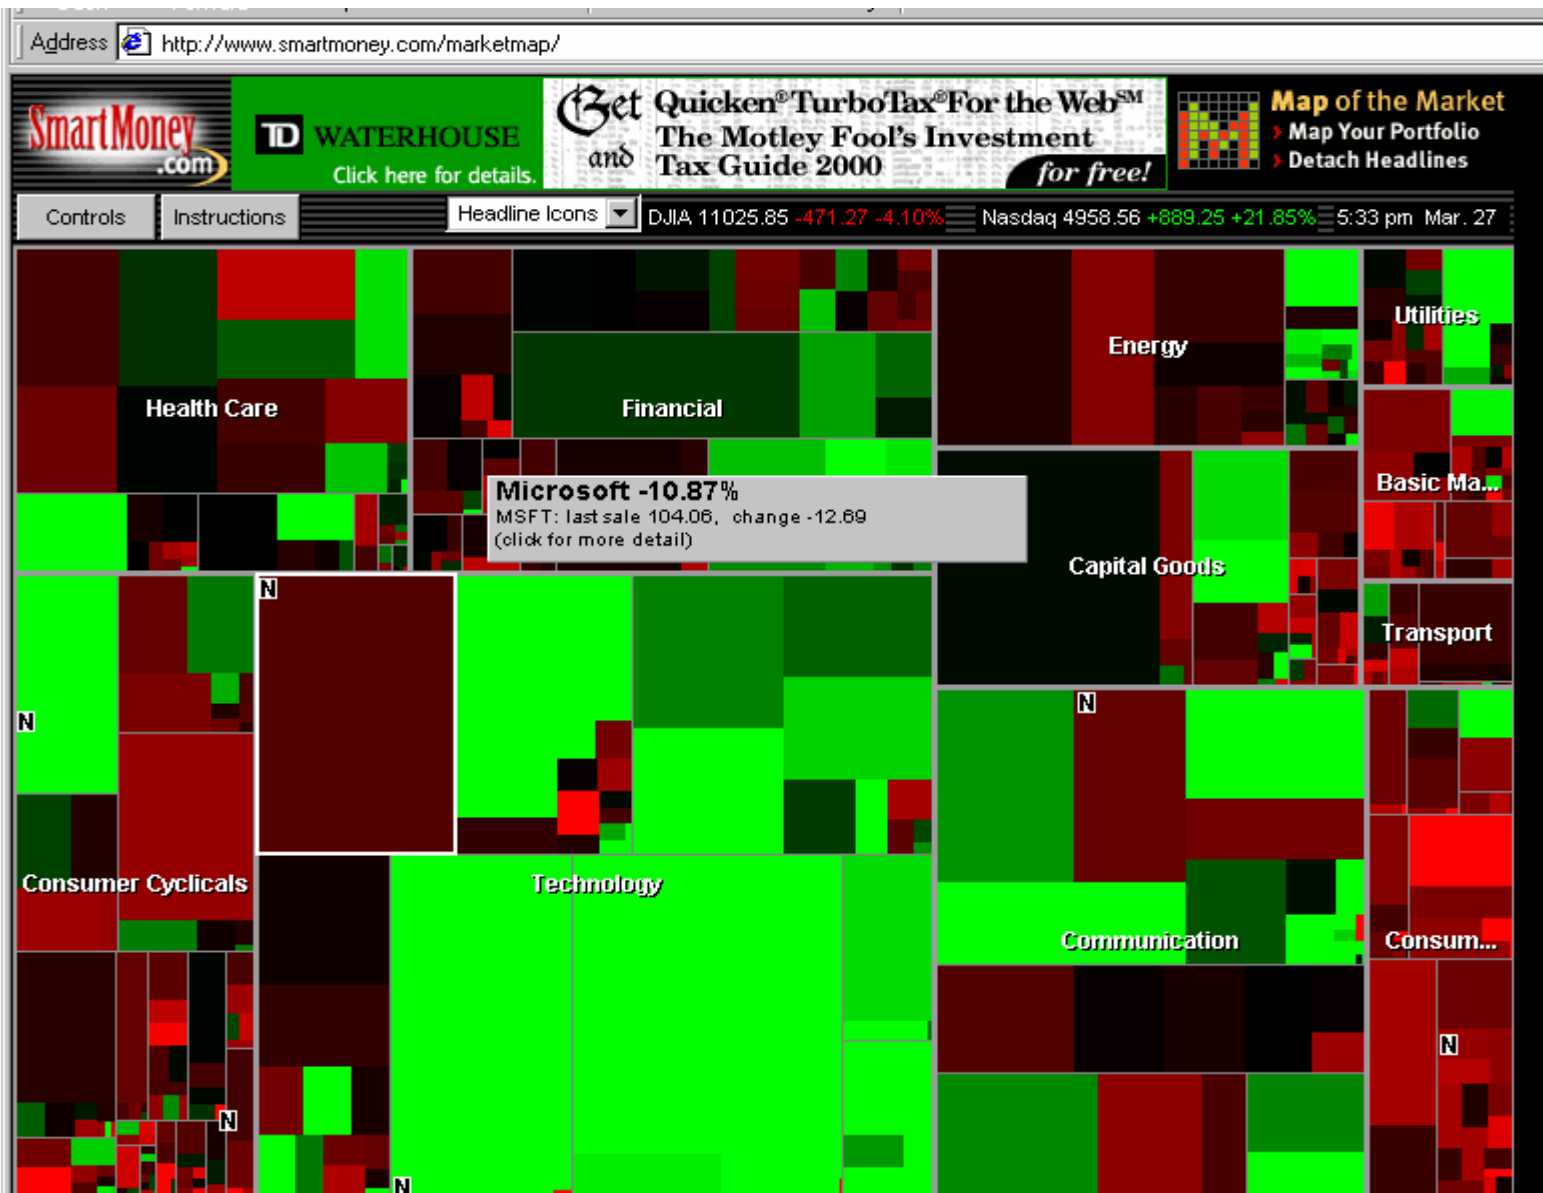 Address http://www.smartmoney.com/marketmap/
SmartMoney
.com
TD WATERHOUSE
Click here for details.
Get
and
Quicken® TurboTax® For the Web℠
The Motley Fool's Investment
Tax Guide 2000
for free!
Map of the Market
Map Your Portfolio
Detach Headlines
Controls Instructions Headline Icons DJIA 11025.85 -471.27 -4.10% Nasdaq 4958.56 +889.25 +21.85% 5:33 pm Mar. 27
Utilities
Energy
Health Care
Financial
Basic Ma...
Microsoft -10.87%
MSFT: last sale 104.06, change -12.69
(click for more detail)
Capital Goods
N
Transport
N
N
Consumer Cyclicals
Technology
Communication
Consum...
N
N
N